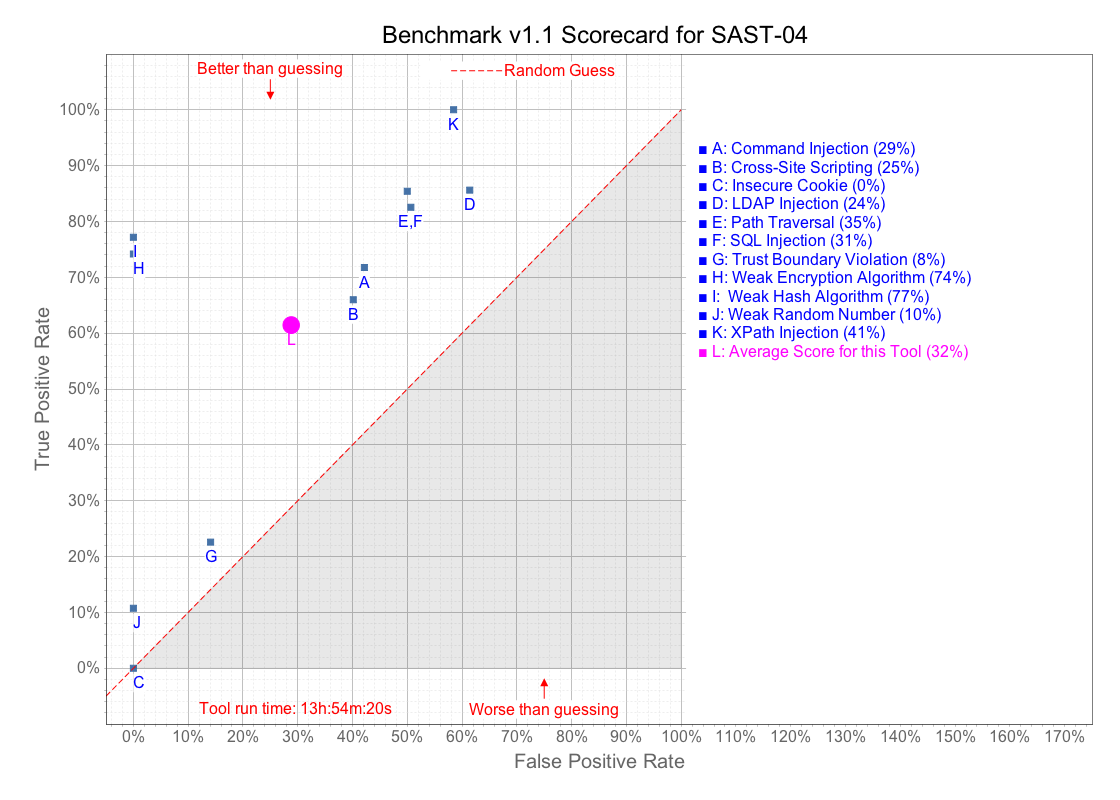 Benchmark v1.1 Scorecard for SAST-04
Better than guessing
Random Guess
True Positive Rate
100%
90%
80%
70%
60%
50%
40%
30%
20%
10%
0%
K
D
E,F
I
H
A
B
L
G
J
C
A: Command Injection (29%)
B: Cross-Site Scripting (25%)
C: Insecure Cookie (0%)
D: LDAP Injection (24%)
E: Path Traversal (35%)
F: SQL Injection (31%)
G: Trust Boundary Violation (8%)
H: Weak Encryption Algorithm (74%)
I: Weak Hash Algorithm (77%)
J: Weak Random Number (10%)
K: XPath Injection (41%)
L: Average Score for this Tool (32%)
Tool run time: 13h:54m:20s
Worse than guessing
0% 10% 20% 30% 40% 50% 60% 70% 80% 90% 100% 110% 120% 130% 140% 150% 160% 170%
False Positive Rate